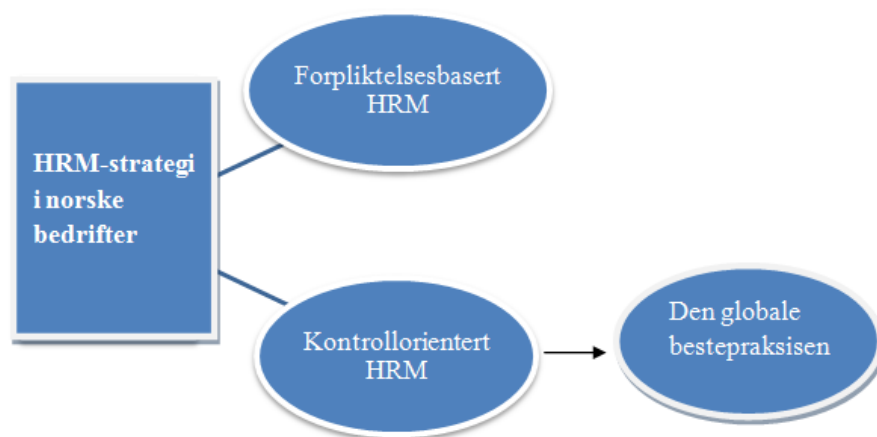 HRM-strategi
i norske
bedrifter
Forpliktelsesbasert
HRM
Kontrollorientert
HRM
Den globale
bestepraksisen